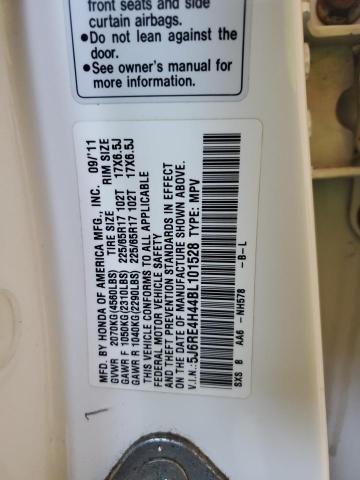 front seats and side
curtain airbags.
•Do not lean against the
door.
•See owner's manual for
more information.
MFD. BY HONDA OF AMERICA MFG., INC. 09/11
TIRE SIZE RIM SIZE
GVWR 2070KG(4560LBS)
GAWR F 1050KG(2310LBS) 225/65R17 102T 17X6.5J
GAWR R 1040KG(2290LBS) 225/65R17 102T 17X6.5J
THIS VEHICLE CONFORMS TO ALL APPLICABLE
FEDERAL MOTOR VEHICLE SAFETY
AND THEFT PREVENTION STANDARDS IN EFFECT
ON THE DATE OF MANUFACTURE SHOWN ABOVE.
V.I.N.:5J6RE4H44BL101528 TYPE: MPV
SXS 8 AA6 -NH578 -B-L